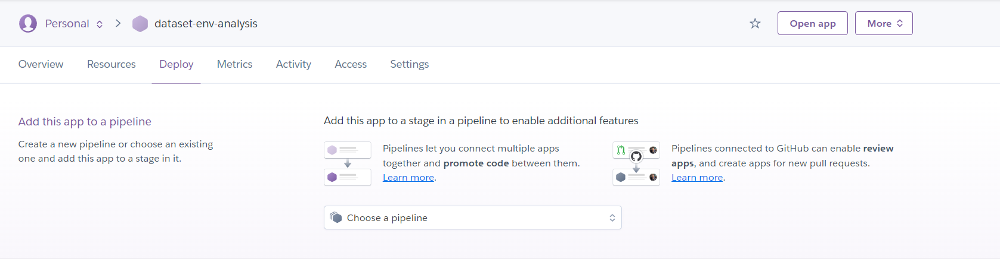 Personal dataset-env-analysis Open app More
Overview Resources Deploy Metrics Activity Access Settings
Add this app to a pipeline
Create a new pipeline or choose an existing
one and add this app to a stage in it.
Add this app to a stage in a pipeline to enable additional features
Pipelines let you connect multiple apps
together and promote code between them.
Learn more.
Pipelines connected to GitHub can enable review
apps, and create apps for new pull requests.
Learn more.
Choose a pipeline